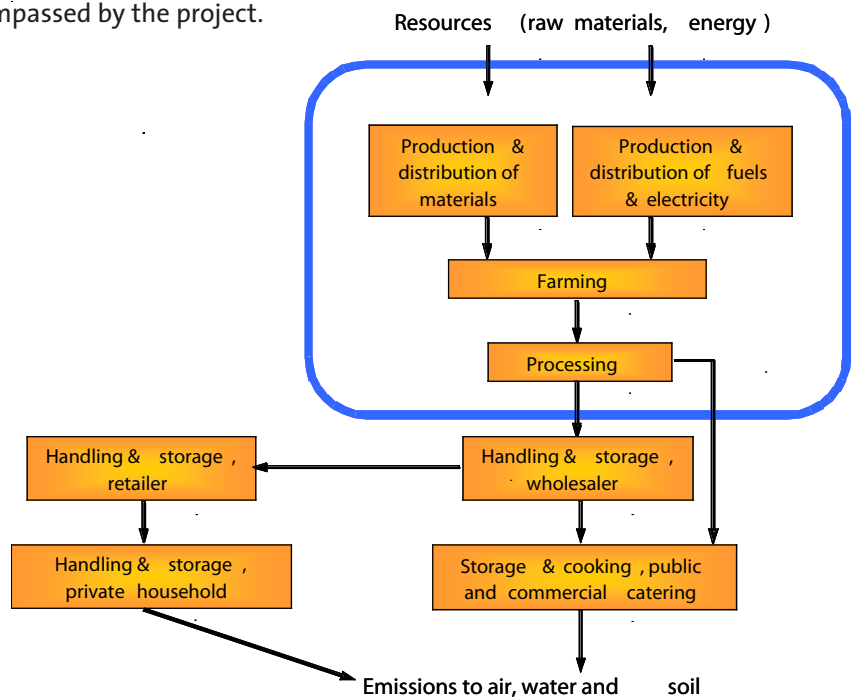 mpassed by the project.
Resources (raw materials, energy )
Production &
distribution of
materials
Production &
distribution of fuels
& electricity
Farming
Processing
Handling & storage ,
retailer
Handling & storage ,
wholesaler
Handling & storage ,
private household
Storage & cooking , public
and commercial catering
Emissions to air, water and soil